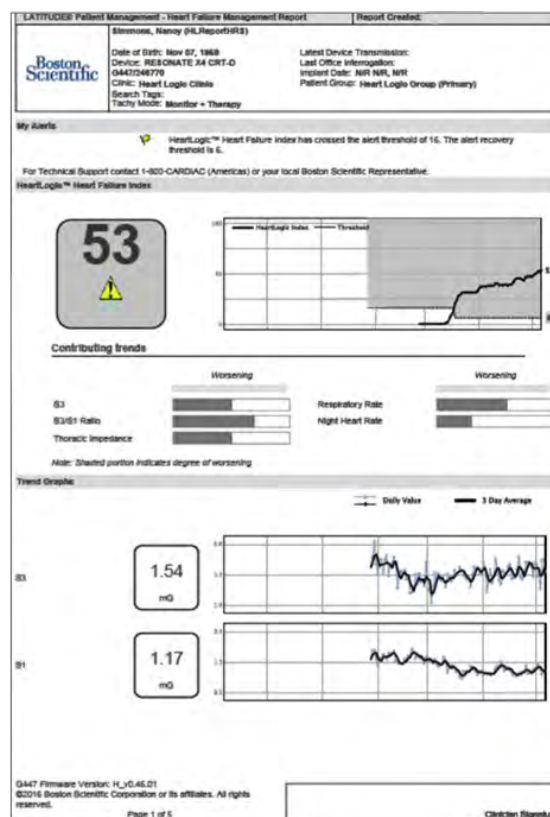 LATITUDE® Patient Management - Heart Failure Management Report
Report Created:
Simmons, Nancy (HLReportHRS)
Boston Scientific
Date of Birth: Nov 07, 1969
Device: RESONATE X4 CRT-D
G447/246770
Clinic: Heart Logic Clinic
Search Tags:
Tachy Mode: Monitor + Therapy
Latest Device Transmission:
Last Office Interrogation:
Implant Date: N/R N/R, N/R
Patient Group: Heart Logic Group (Primary)
My Alerts
HeartLogic™ Heart Failure Index has crossed the alert threshold of 16. The alert recovery
threshold is 6.
For Technical Support contact 1-800-CARDIAC (Americas) or your local Boston Scientific Representative.
HeartLogic™ Heart Failure Index
53
100
HeartLogic Index
Threshold
50
0
Contributing trends
Worsening
Worsening
S3
Respiratory Rate
S3/S1 Ratio
Night Heart Rate
Thoracic Impedance
Note: Shaded portion indicates degree of worsening
Trend Graphs
Daily Value
3 Day Average
S3
1.54
mG
S1
1.17
mG
G447 Firmware Version: H_v0.46.01
©2016 Boston Scientific Corporation or its affiliates. All rights
reserved.
Page 1 of 5